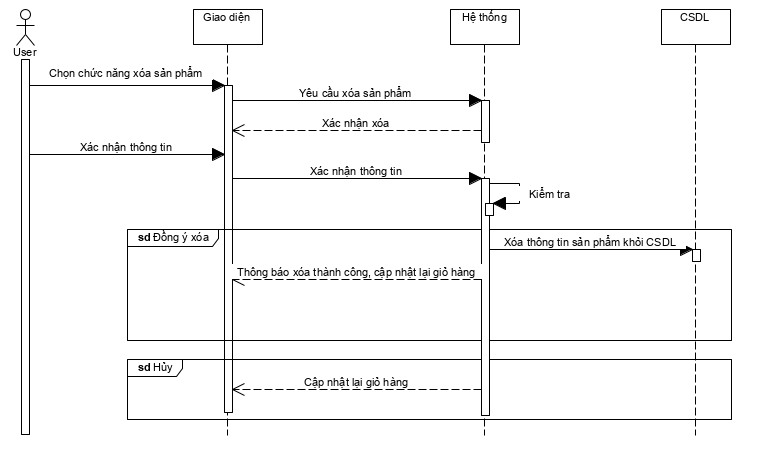 Giao diện
Hệ thống
CSDL
User
Chọn chức năng xóa sản phẩm
Yêu cầu xóa sản phẩm
Xác nhận xóa
Xác nhận thông tin
Xác nhận thông tin
Kiểm tra
sd Đồng ý xóa
Xóa thông tin sản phẩm khỏi CSDL
Thông báo xóa thành công, cập nhật lại giỏ hàng
sd Hủy
Cập nhật lại giỏ hàng